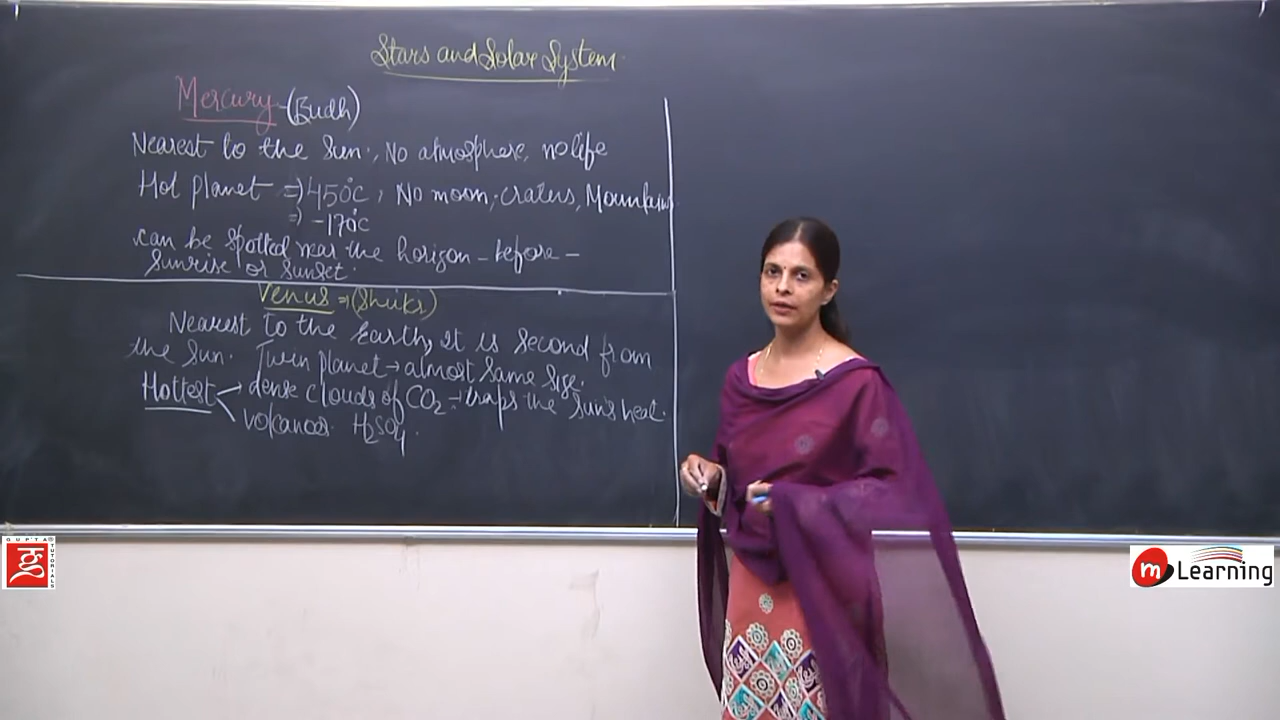 Stars and Solar System
Mercury - (Budh)
Nearest to the Sun., No atmosphere, no life
Hot planet => 450°C, No moon, craters, Mountains
=> -170°C
can be spotted near the horizon - before -
sunrise or sunset.
Venus => (Shukr)
Nearest to the Earth, It is second from
the Sun. Twin planet → almost same size.
Hottest → dense clouds of CO2 - traps the Sun's heat.
volcanoes H2SO4.
GUPTA
TUTORIALS
m Learning